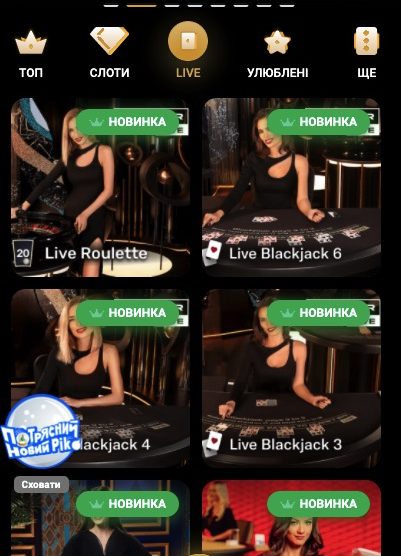 ТОП
СЛОТИ
LIVE
УЛЮБЛЕНІ
ЩЕ
НОВИНКА
НОВИНКА
20
Live Roulette
Live Blackjack 6
НОВИНКА
НОВИНКА
ПОТРЯСНИЙ
НОВИЙ РІК
lackjack 4
Live Blackjack 3
Сховати
НОВИНКА
НОВИНКА